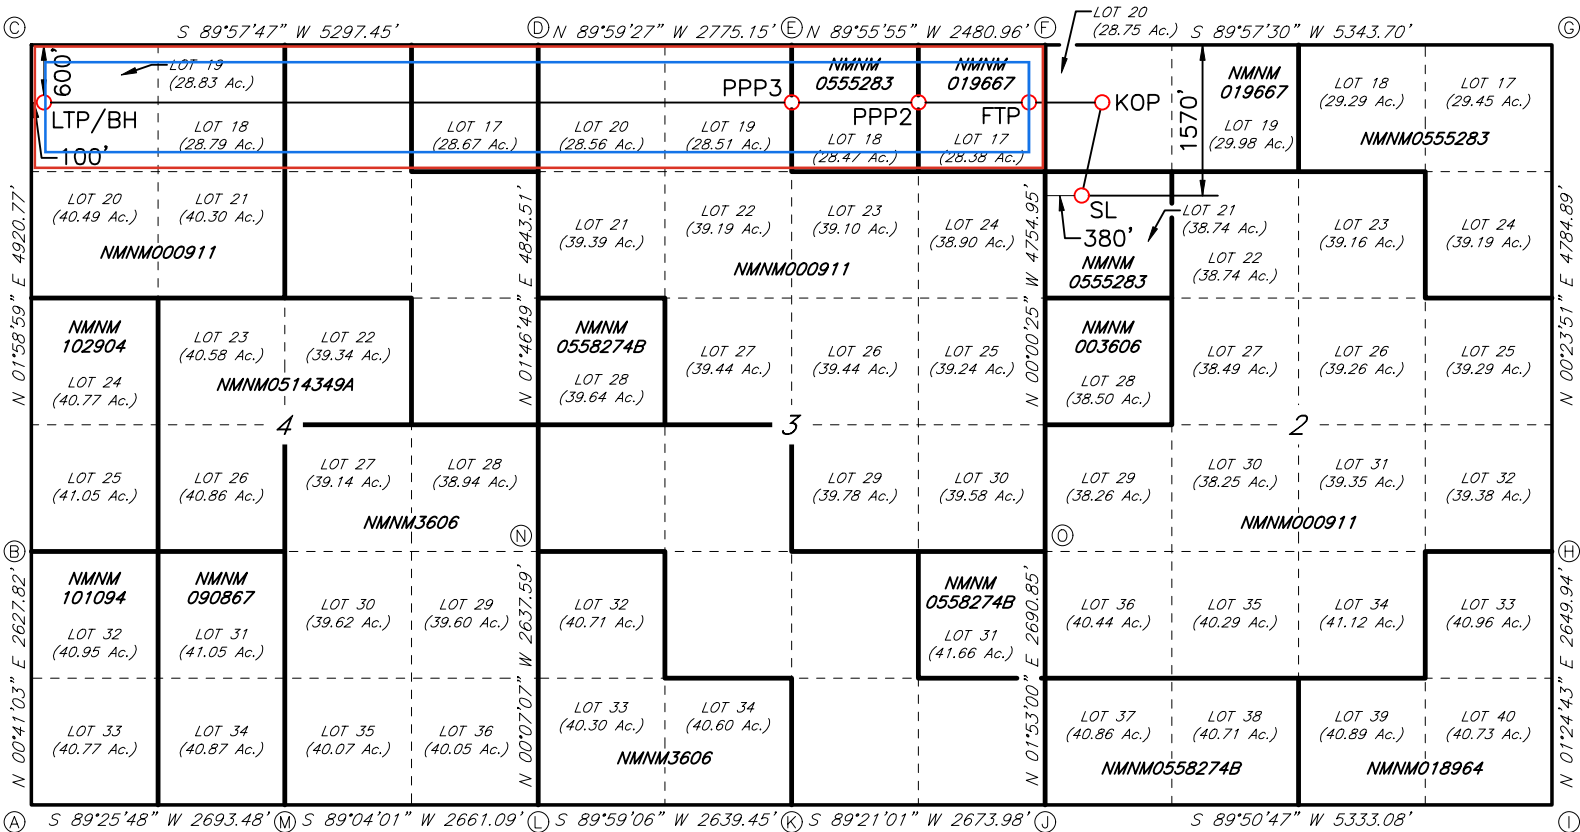 C
S 89°57'47" W 5297.45'
D
N 89°59'27" W 2775.15'
E
N 89°55'55" W 2480.96'
F
LOT 20
(28.75 Ac.)
S 89°57'30" W 5343.70'
G
600'
LOT 19
(28.83 Ac.)
LTP/BH
100'
LOT 18
(28.79 Ac.)
LOT 17
(28.67 Ac.)
LOT 20
(28.56 Ac.)
LOT 19
(28.51 Ac.)
PPP3
NMNM
0555283
PPP2
LOT 18
(28.47 Ac.)
NMNM
019667
FTP
LOT 17
(28.38 Ac.)
KOP
1570'
NMNM
019667
LOT 19
(29.98 Ac.)
LOT 18
(29.29 Ac.)
LOT 17
(29.45 Ac.)
NMNM0555283
N 01°58'59" E 4920.77'
LOT 20
(40.49 Ac.)
LOT 21
(40.30 Ac.)
NMNM000911
N 01°46'49" E 4843.51'
LOT 21
(39.39 Ac.)
LOT 22
(39.19 Ac.)
LOT 23
(39.10 Ac.)
LOT 24
(38.90 Ac.)
NMNM000911
N 00°00'25" W 4754.95'
SL
380'
LOT 21
(38.74 Ac.)
NMNM
0555283
LOT 22
(38.74 Ac.)
LOT 23
(39.16 Ac.)
LOT 24
(39.19 Ac.)
N 00°23'51" E 4784.89'
NMNM
102904
LOT 24
(40.77 Ac.)
LOT 23
(40.58 Ac.)
LOT 22
(39.34 Ac.)
NMNM0514349A
NMNM
0558274B
LOT 28
(39.64 Ac.)
LOT 27
(39.44 Ac.)
LOT 26
(39.44 Ac.)
LOT 25
(39.24 Ac.)
NMNM
003606
LOT 28
(38.50 Ac.)
LOT 27
(38.49 Ac.)
LOT 26
(39.26 Ac.)
LOT 25
(39.29 Ac.)
4
3
2
LOT 25
(41.05 Ac.)
LOT 26
(40.86 Ac.)
LOT 27
(39.14 Ac.)
LOT 28
(38.94 Ac.)
NMNM3606
LOT 29
(39.78 Ac.)
LOT 30
(39.58 Ac.)
LOT 29
(38.26 Ac.)
LOT 30
(38.25 Ac.)
LOT 31
(39.35 Ac.)
LOT 32
(39.38 Ac.)
NMNM000911
B
N
O
H
N 00°41'03" E 2627.82'
NMNM
101094
LOT 32
(40.95 Ac.)
NMNM
090867
LOT 31
(41.05 Ac.)
LOT 30
(39.62 Ac.)
LOT 29
(39.60 Ac.)
N 00°07'07" W 2637.59'
LOT 32
(40.71 Ac.)
NMNM
0558274B
LOT 31
(41.66 Ac.)
N 01°53'00" E 2690.85'
LOT 36
(40.44 Ac.)
LOT 35
(40.29 Ac.)
LOT 34
(41.12 Ac.)
LOT 33
(40.96 Ac.)
N 01°24'43" E 2649.94'
LOT 33
(40.77 Ac.)
LOT 34
(40.87 Ac.)
LOT 35
(40.07 Ac.)
LOT 36
(40.05 Ac.)
LOT 33
(40.30 Ac.)
LOT 34
(40.60 Ac.)
NMNM3606
LOT 37
(40.86 Ac.)
LOT 38
(40.71 Ac.)
NMNM0558274B
LOT 39
(40.89 Ac.)
LOT 40
(40.73 Ac.)
NMNM018964
A
S 89°25'48" W 2693.48'
M
S 89°04'01" W 2661.09'
L
S 89°59'06" W 2639.45'
K
S 89°21'01" W 2673.98'
J
S 89°50'47" W 5333.08'
I